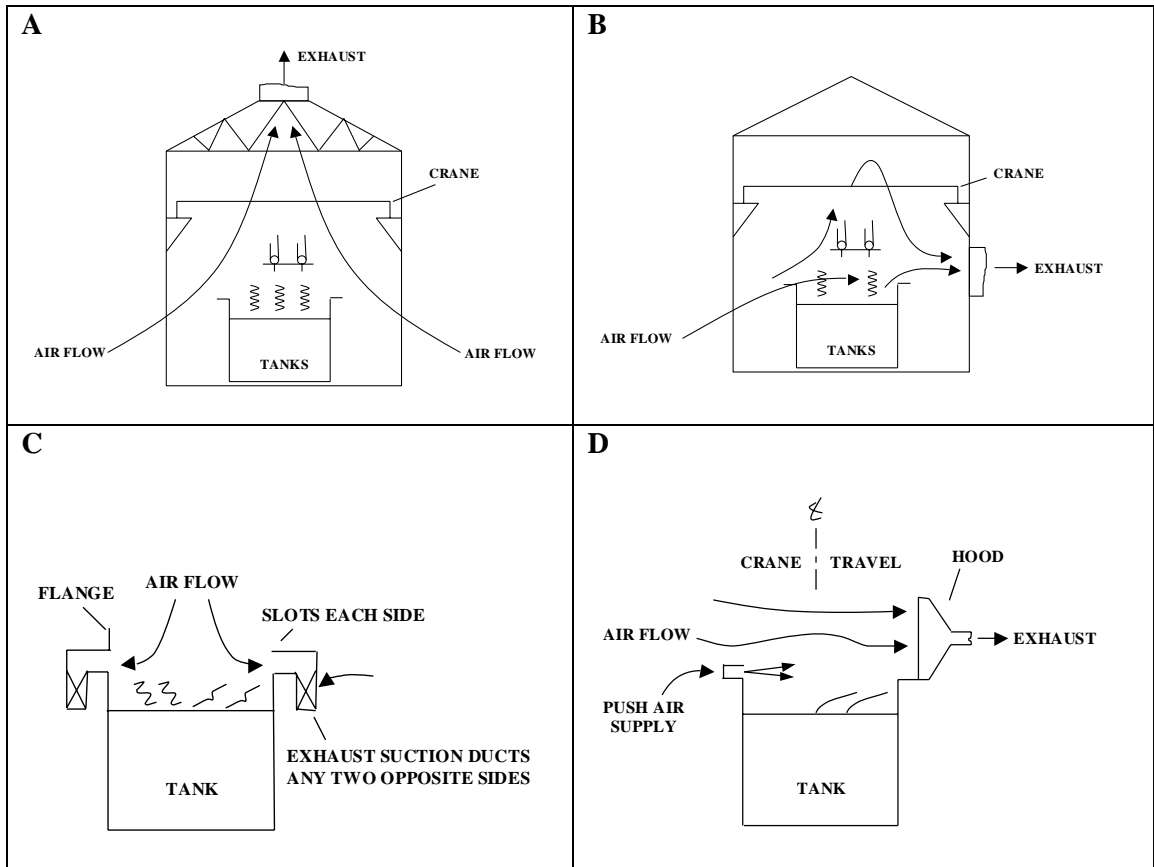 A
EXHAUST
CRANE
AIR FLOW
AIR FLOW
TANKS
B
CRANE
EXHAUST
AIR FLOW
TANKS
C
FLANGE
AIR FLOW
SLOTS EACH SIDE
EXHAUST SUCTION DUCTS
ANY TWO OPPOSITE SIDES
TANK
D
CRANE TRAVEL
HOOD
AIR FLOW
EXHAUST
PUSH AIR
SUPPLY
TANK